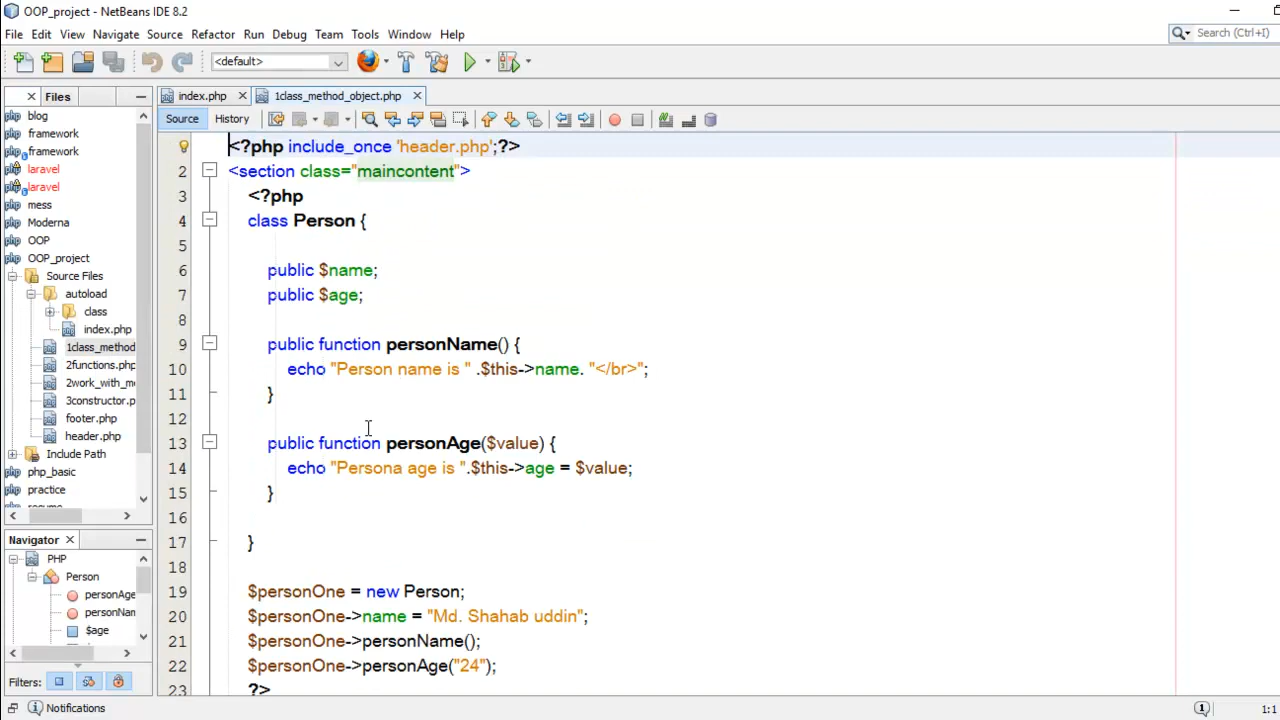 OOP_project - NetBeans IDE 8.2
File Edit View Navigate Source Refactor Run Debug Team Tools Window Help
Search (Ctrl+I)
<default>
Files
index.php
1class_method_object.php
Source History
blog
framework
framework
laravel
laravel
mess
Moderna
OOP
OOP_project
Source Files
autoload
class
index.php
1class_method
2functions.php
2work_with_m
3constructor.p
footer.php
header.php
Include Path
php_basic
practice
Navigator
PHP
Person
personAge
personNan
$age
Filters:
<?php include_once 'header.php';?>
2 <section class="maincontent">
3 <?php
4 class Person {
5
6 public $name;
7 public $age;
8
9 public function personName() {
10 echo "Person name is " .$this->name. "</br>";
11 }
12
13 public function personAge($value) {
14 echo "Persona age is ".$this->age = $value;
15 }
16
17 }
18
19 $personOne = new Person;
20 $personOne->name = "Md. Shahab uddin";
21 $personOne->personName();
22 $personOne->personAge("24");
23 ?>
Notifications
1
1:1